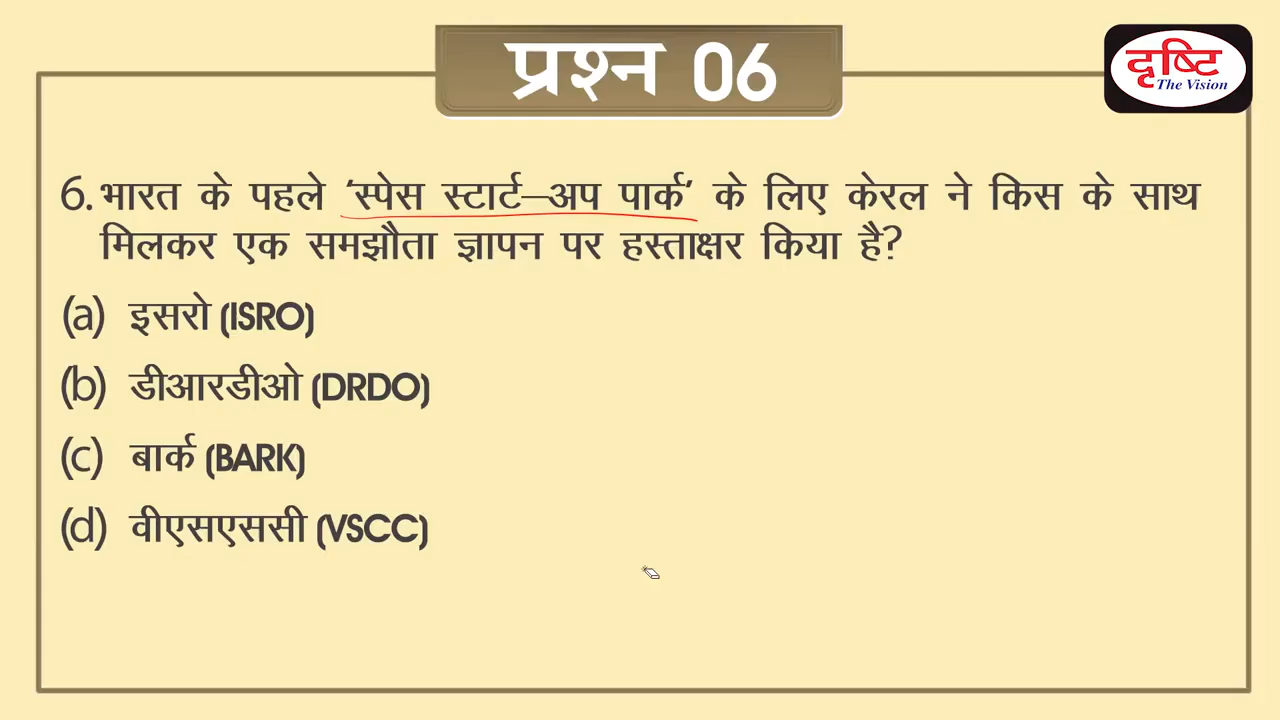 प्रश्न 06
दृष्टि
The Vision
6. भारत के पहले ‘स्पेस स्टार्ट–अप पार्क’ के लिए केरल ने किस के साथ
मिलकर एक समझौता ज्ञापन पर हस्ताक्षर किया है?
(a) इसरो (ISRO)
(b) डीआरडीओ (DRDO)
(c) बार्क (BARK)
(d) वीएसएससी (VSCC)